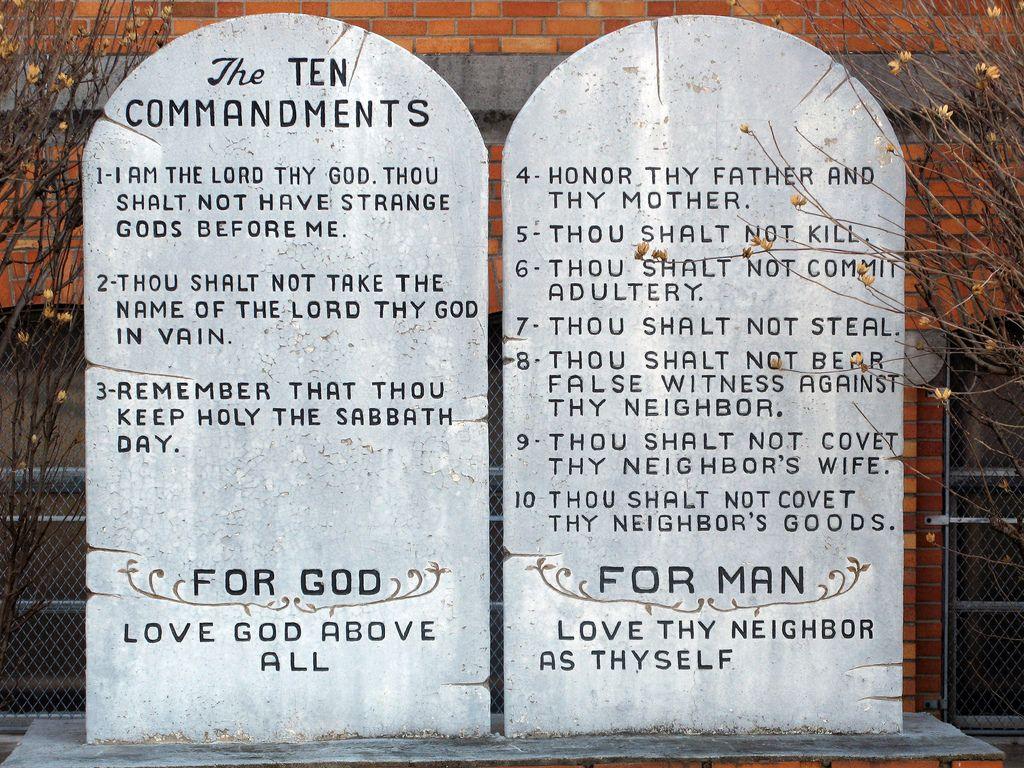 The TEN
COMMANDMENTS
1-I AM THE LORD THY GOD. THOU
SHALT NOT HAVE STRANGE
GODS BEFORE ME.
2-THOU SHALT NOT TAKE THE
NAME OF THE LORD THY GOD
IN VAIN.
3-REMEMBER THAT THOU
KEEP HOLY THE SABBATH
DAY.
FOR GOD
LOVE GOD ABOVE
ALL
4- HONOR THY FATHER AND
THY MOTHER.
5- THOU SHALT NOT KILL.
6- THOU SHALT NOT COMMIT
ADULTERY.
7- THOU SHALT NOT STEAL.
8- THOU SHALT NOT BEAR
FALSE WITNESS AGAINST
THY NEIGHBOR.
9- THOU SHALT NOT COVET
THY NEIGHBOR'S WIFE.
10 THOU SHALT NOT COVET
THY NEIGHBOR'S GOODS.
FOR MAN
LOVE THY NEIGHBOR
AS THYSELF